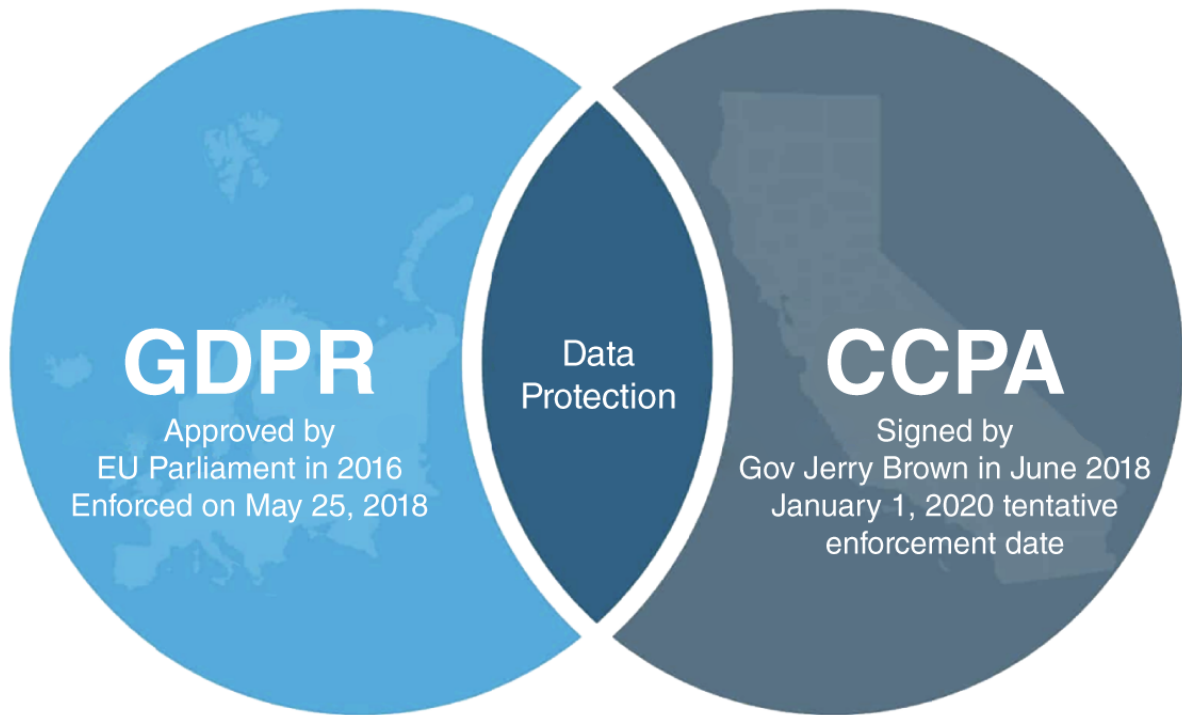 GDPR
Approved by
EU Parliament in 2016
Enforced on May 25, 2018
Data
Protection
CCPA
Signed by
Gov Jerry Brown in June 2018
January 1, 2020 tentative
enforcement date